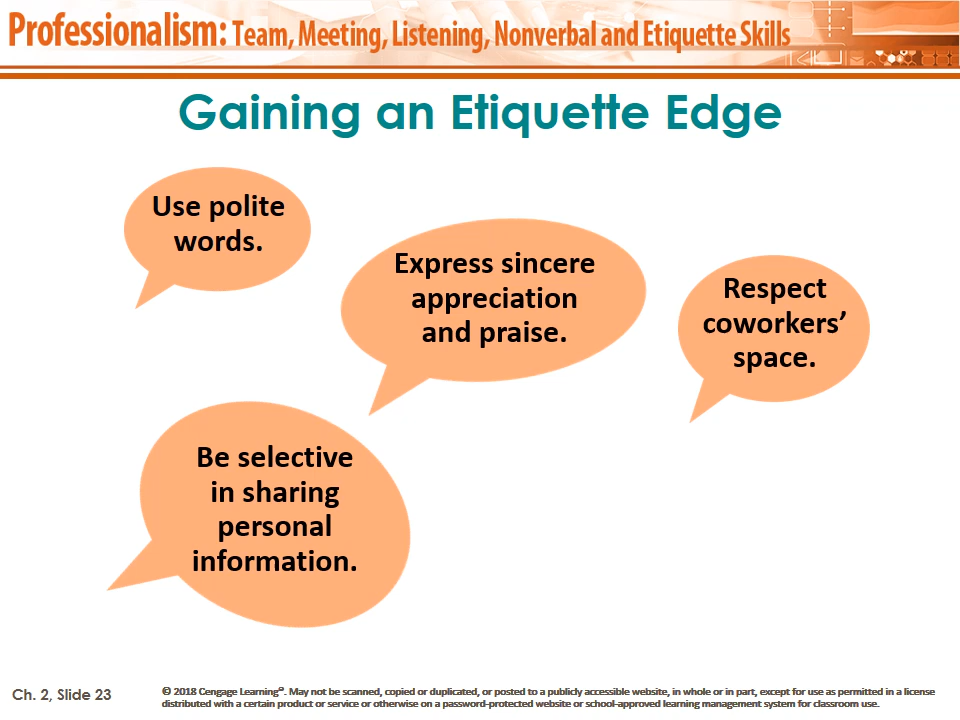 Professionalism: Team, Meeting, Listening, Nonverbal and Etiquette Skills
Gaining an Etiquette Edge
Use polite
words.
Express sincere
appreciation
and praise.
Respect
coworkers’
space.
Be selective
in sharing
personal
information.
Ch. 2, Slide 23
© 2018 Cengage Learning®. May not be scanned, copied or duplicated, or posted to a publicly accessible website, in whole or in part, except for use as permitted in a license
distributed with a certain product or service or otherwise on a password-protected website or school-approved learning management system for classroom use.